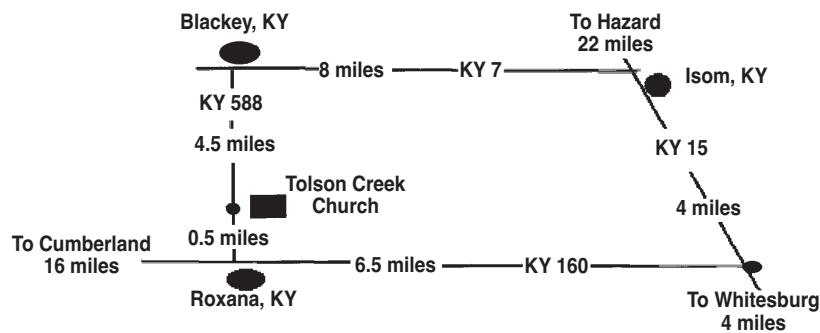 Blackey, KY
To Hazard
22 miles
8 miles
KY 7
Isom, KY
KY 588
4.5 miles
KY 15
Tolson Creek
Church
4 miles
0.5 miles
To Cumberland
16 miles
6.5 miles
KY 160
Roxana, KY
To Whitesburg
4 miles